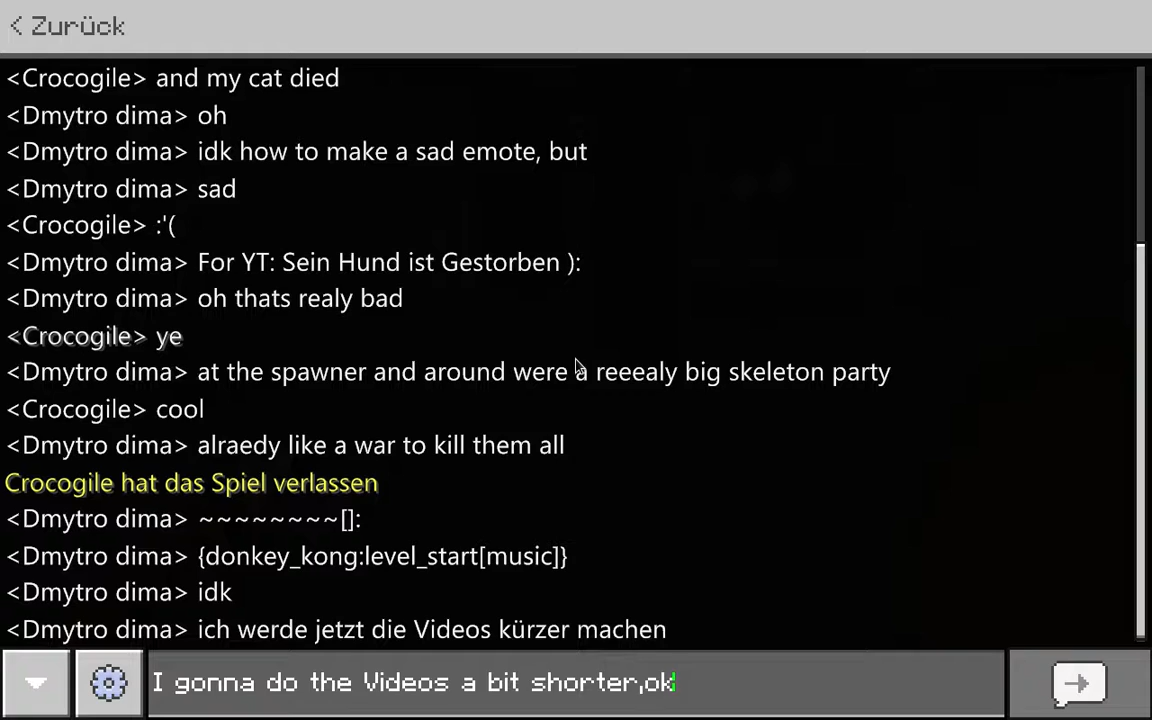 < Zurück
<Crocogile> and my cat died
<Dmytro dima> oh
<Dmytro dima> idk how to make a sad emote, but
<Dmytro dima> sad
<Crocogile> :'(
<Dmytro dima> For YT: Sein Hund ist Gestorben ):
<Dmytro dima> oh thats realy bad
<Crocogile> ye
<Dmytro dima> at the spawner and around were a reeealy big skeleton party
<Crocogile> cool
<Dmytro dima> alraedy like a war to kill them all
Crocogile hat das Spiel verlassen
<Dmytro dima> ~~~~~~~~[]:
<Dmytro dima> {donkey_kong:level_start[music]}
<Dmytro dima> idk
<Dmytro dima> ich werde jetzt die Videos kürzer machen
I gonna do the Videos a bit shorter,ok